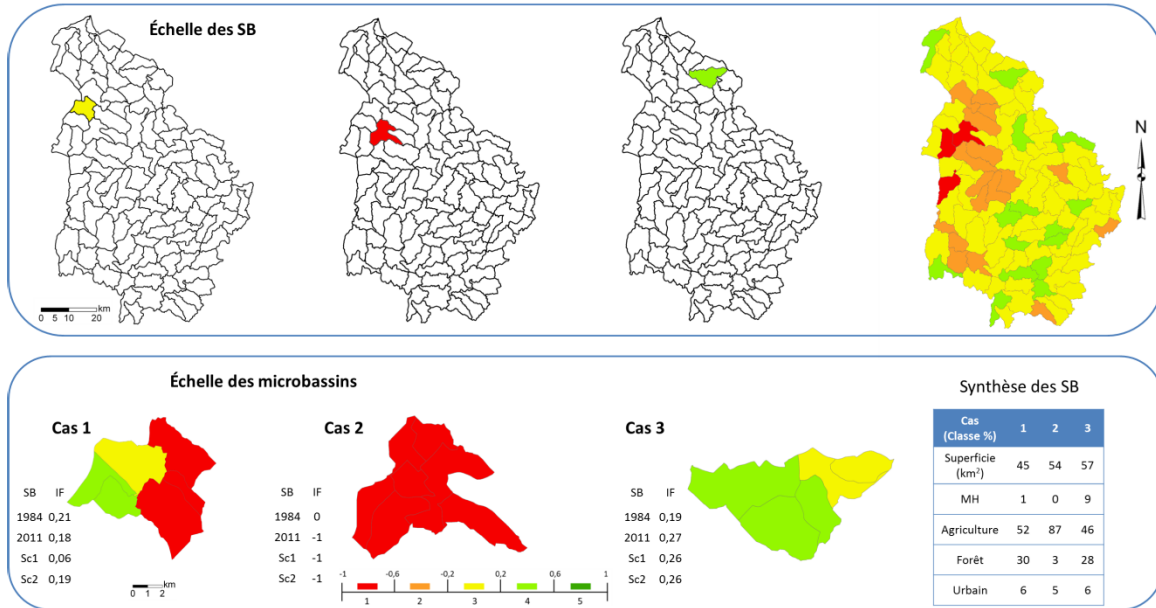 Échelle des SB
N
km
0 5 10 20
Échelle des microbassins
Synthèse des SB
Cas 1
SB IF
1984 0,21
2011 0,18
Sc1 0,06
Sc2 0,19
km
0 1 2
Cas 2
SB IF
1984 0
2011 -1
Sc1 -1
Sc2 -1
-1 -0,6 -0,2 0,2 0,6 1
1 2 3 4 5
Cas 3
SB IF
1984 0,19
2011 0,27
Sc1 0,26
Sc2 0,26
Cas (Classe %) 1 2 3
Superficie (km²) 45 54 57
MH 1 0 9
Agriculture 52 87 46
Forêt 30 3 28
Urbain 6 5 6